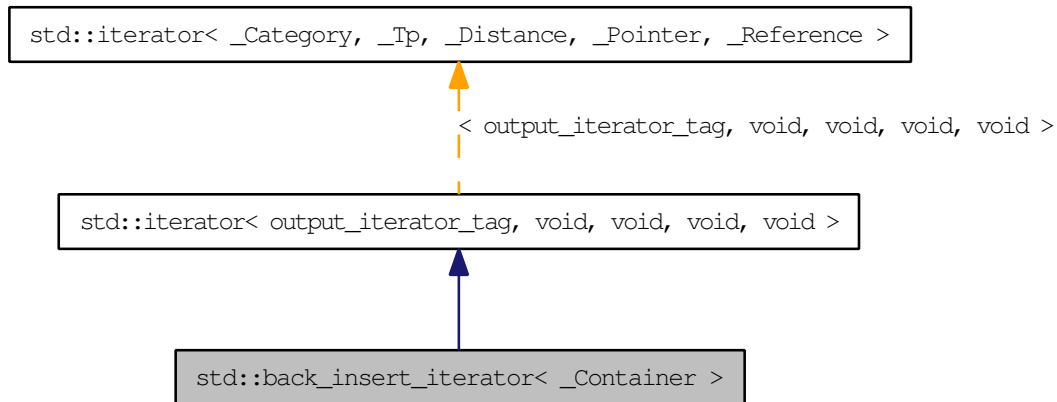 std::iterator< _Category, _Tp, _Distance, _Pointer, _Reference >
< output_iterator_tag, void, void, void, void >
std::iterator< output_iterator_tag, void, void, void, void >
std::back_insert_iterator< _Container >